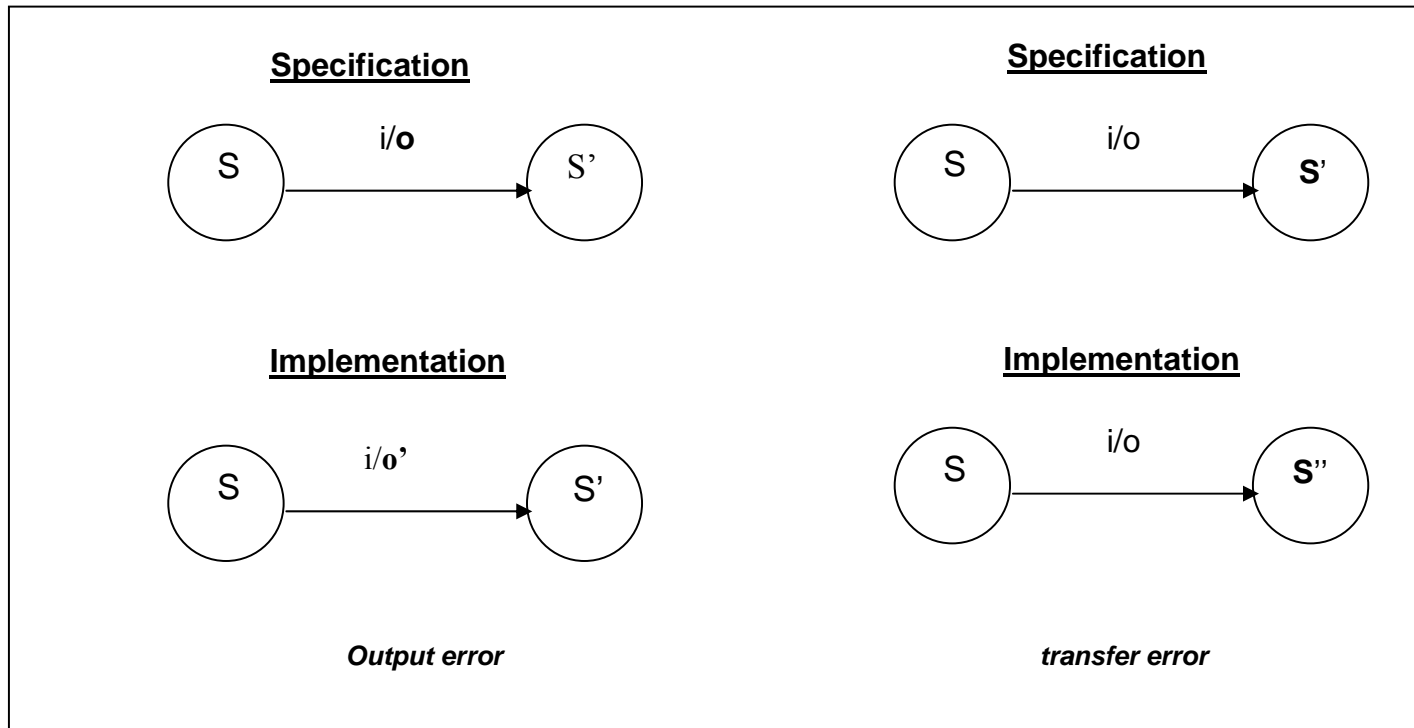 Specification
i/o
S
S’
Implementation
i/o’
S
S’
Output error
Specification
i/o
S
S’
Implementation
i/o
S
S’’
transfer error